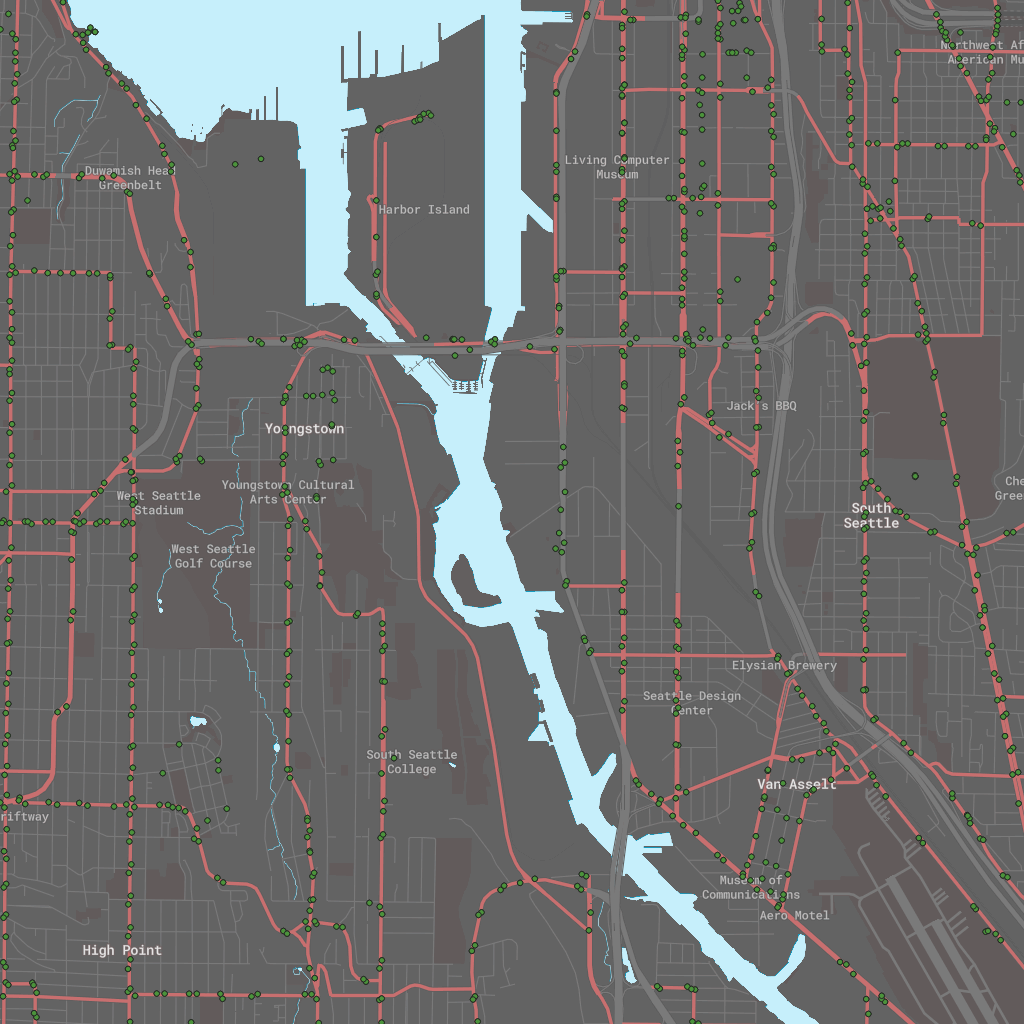 Northwest Af
American Mu
Living Computer
Museum
Duwamish Head
Greenbelt
Harbor Island
Jack's BBQ
Youngstown
Youngstown Cultural
Arts Center
West Seattle
Stadium
Che
Green
South
Seattle
West Seattle
Golf Course
Elysian Brewery
Seattle Design
Center
South Seattle
College
Van Asselt
riftway
Museum of
Communications
Aero Motel
High Point